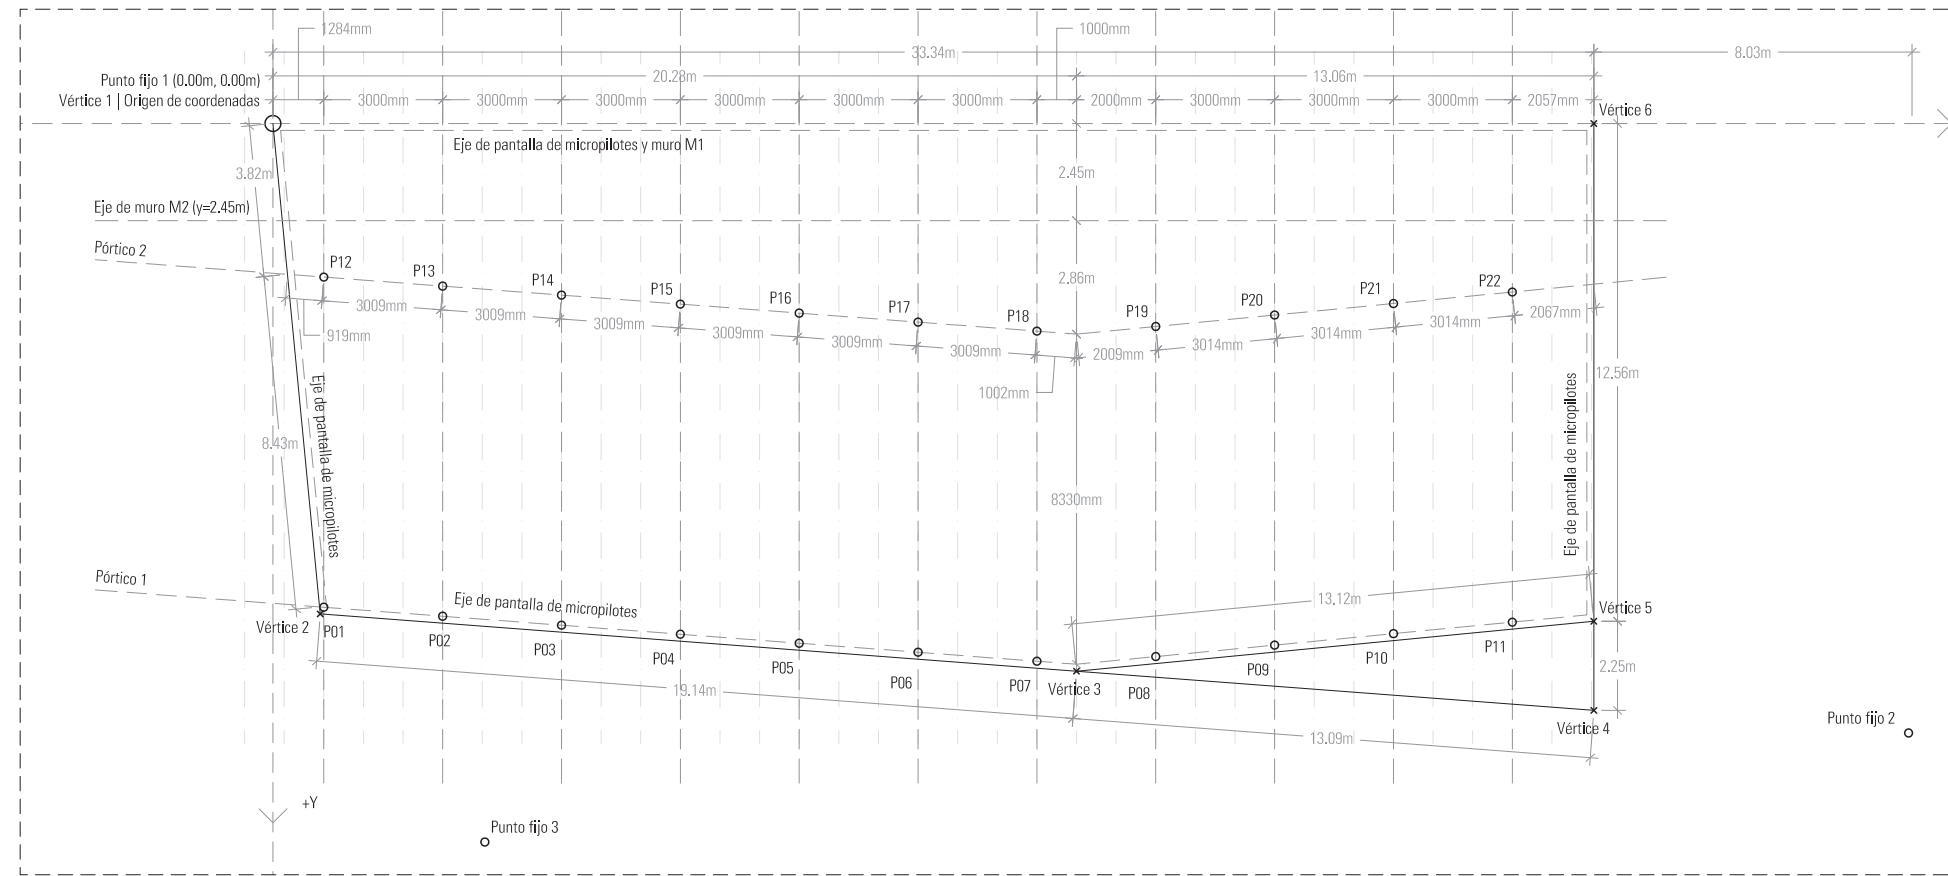 1284mm
1000mm
33.34m
8.03m
Punto fijo 1 (0.00m, 0.00m)
20.28m
13.06m
Vértice 1 | Origen de coordenadas
3000mm
3000mm
3000mm
3000mm
3000mm
3000mm
2000mm
3000mm
3000mm
3000mm
2057mm
Vértice 6
Eje de pantalla de micropilotes y muro M1
3.82m
2.45m
Eje de muro M2 (y=2.45m)
Pórtico 2
P12
P13
P14
P15
P16
P17
P18
P19
P20
P21
P22
2.86m
3009mm
3009mm
3009mm
3009mm
3009mm
3009mm
2009mm
3014mm
3014mm
3014mm
2067mm
919mm
1002mm
12.56m
Eje de pantalla de micropilotes
Eje de pantalla de micropilotes
8.43m
8330mm
Pórtico 1
Eje de pantalla de micropilotes
13.12m
Vértice 5
Vértice 2
P01
P02
P03
P04
P05
P06
P07
Vértice 3
P08
P09
P10
P11
2.25m
19.14m
13.09m
Vértice 4
Punto fijo 2
+Y
Punto fijo 3